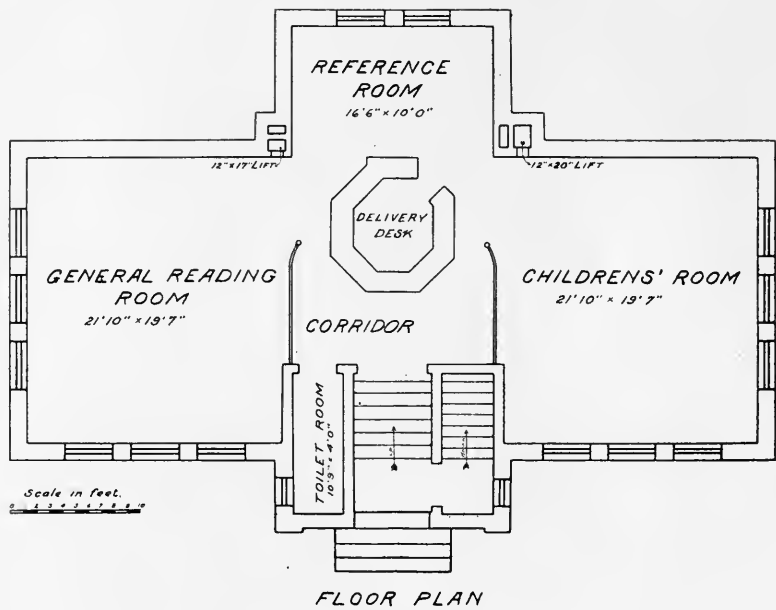 REFERENCE
ROOM
16'6" × 10'0"
12" × 17" LIFT
12" × 20" LIFT
DELIVERY
DESK
GENERAL READING
ROOM
21'10" × 19'7"
CHILDRENS' ROOM
21'10" × 19'7"
CORRIDOR
TOILET ROOM
10'9" × 4'0"
Scale in feet.
FLOOR PLAN